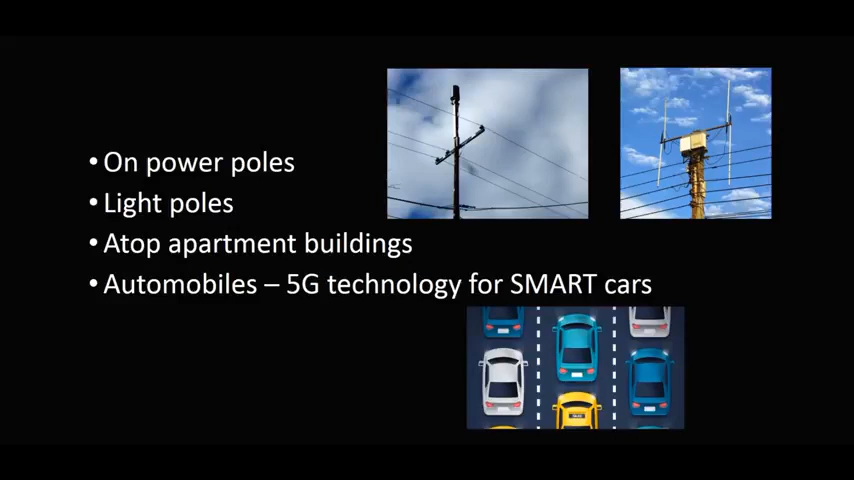 • On power poles
• Light poles
• Atop apartment buildings
• Automobiles – 5G technology for SMART cars